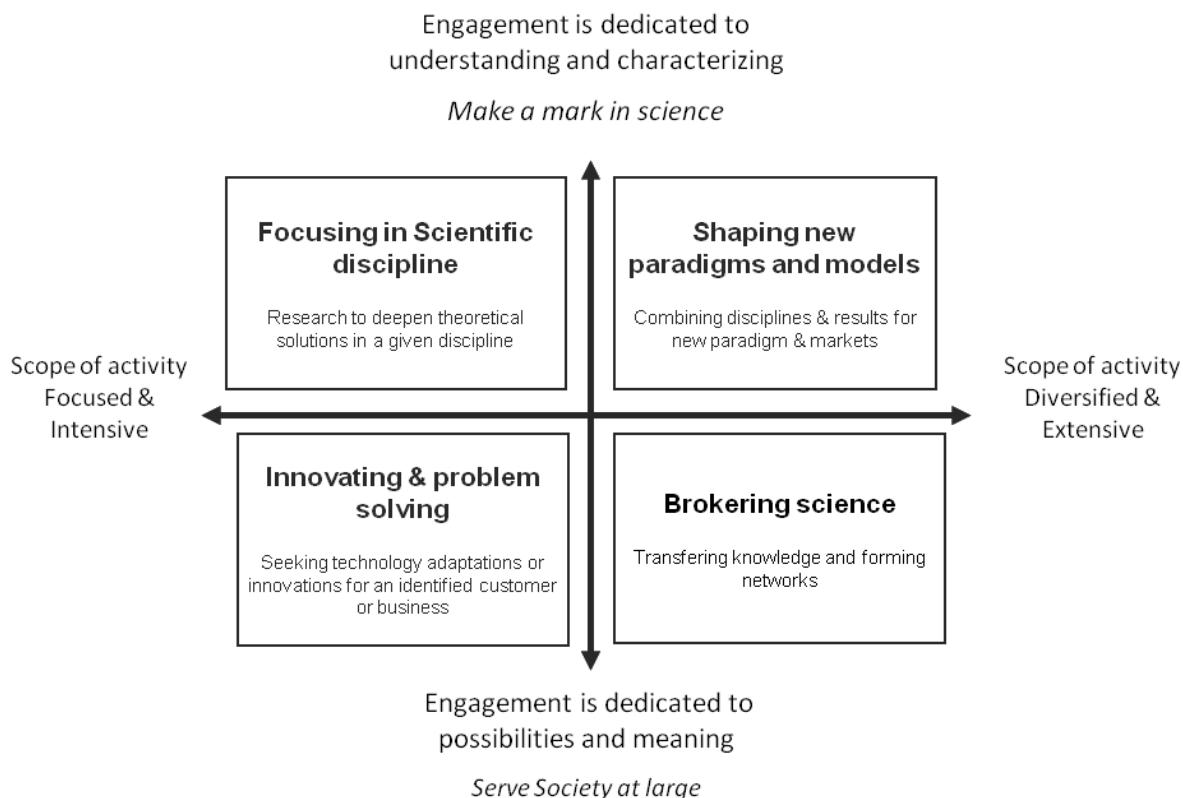 Engagement is dedicated to
understanding and characterizing
Make a mark in science
Focusing in Scientific
discipline
Research to deepen theoretical
solutions in a given discipline
Shaping new
paradigms and models
Combining disciplines & results for
new paradigm & markets
Scope of activity
Focused &
Intensive
Scope of activity
Diversified &
Extensive
Innovating & problem
solving
Seeking technology adaptations or
innovations for an identified customer
or business
Brokering science
Transfering knowledge and forming
networks
Engagement is dedicated to
possibilities and meaning
Serve Society at large